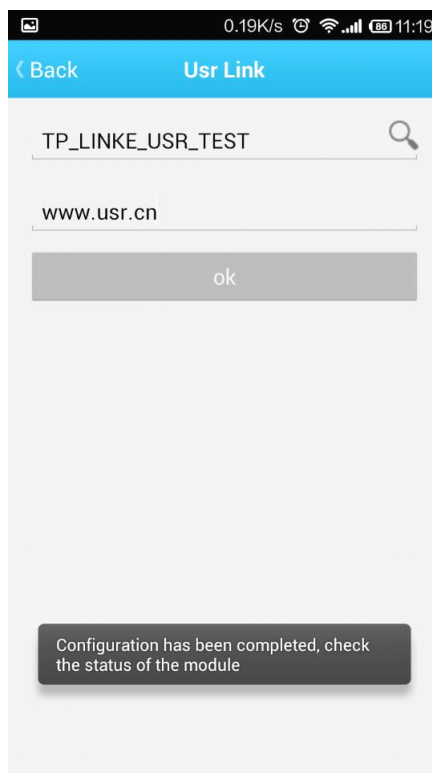 0.19K/s 86 11:19
Back Usr Link
TP_LINKE_USR_TEST
www.usr.cn
ok
Configuration has been completed, check
the status of the module